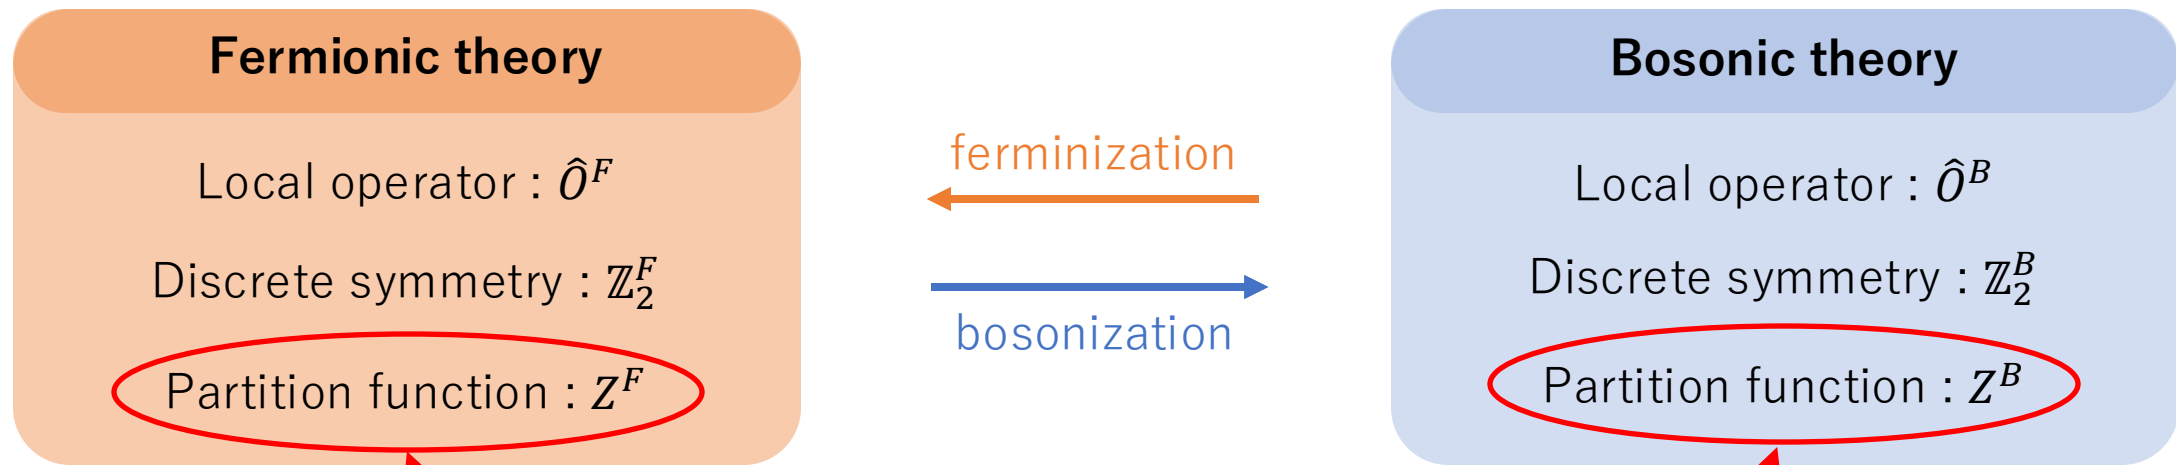 Fermionic theory
Local operator : Ô^F
Discrete symmetry : ℤ₂^F
Partition function : Z^F
ferminization
bosonization
Bosonic theory
Local operator : Ô^B
Discrete symmetry : ℤ₂^B
Partition function : Z^B